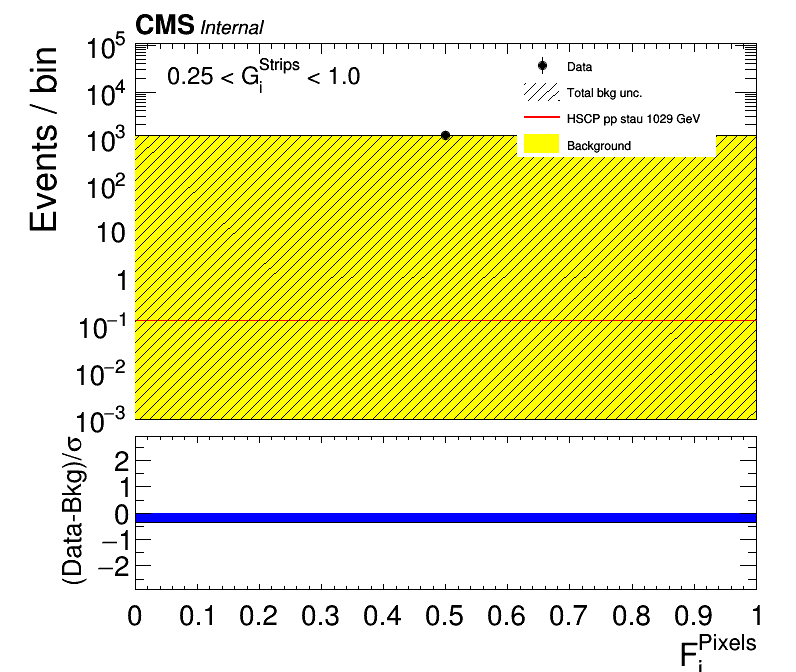 CMS Internal
Events / bin
10^5
10^4
10^3
10^2
10
1
10^−1
10^−2
10^−3
0.25 < G_i^Strips < 1.0
Data
Total bkg unc.
HSCP pp stau 1029 GeV
Background
(Data-Bkg)/σ
2
1
0
−1
−2
0 0.1 0.2 0.3 0.4 0.5 0.6 0.7 0.8 0.9 1
F_i^Pixels